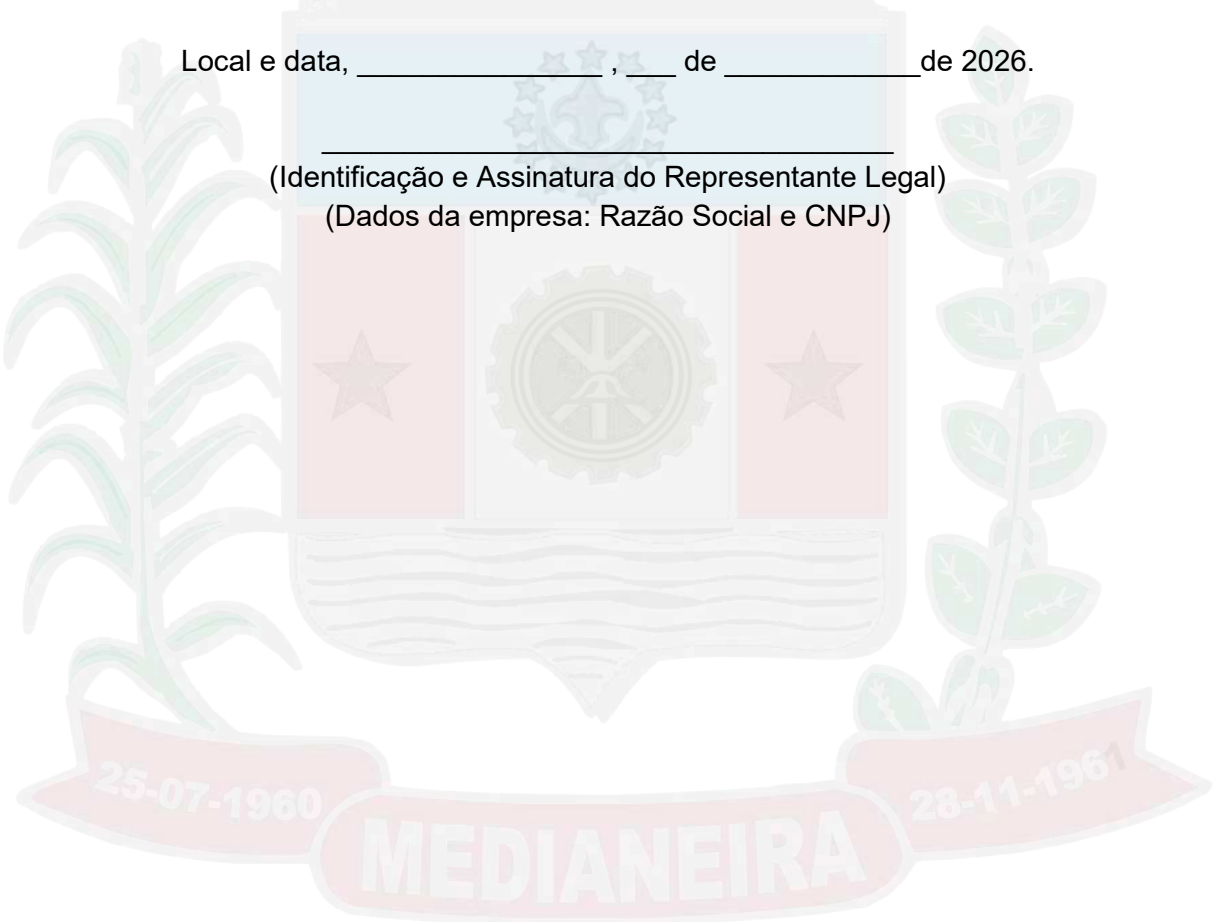 Local e data, _______________ , ___ de ____________de 2026.
___________________________________
(Identificação e Assinatura do Representante Legal)
(Dados da empresa: Razão Social e CNPJ)
25-07-1960
28-11-1961
MEDIANEIRA